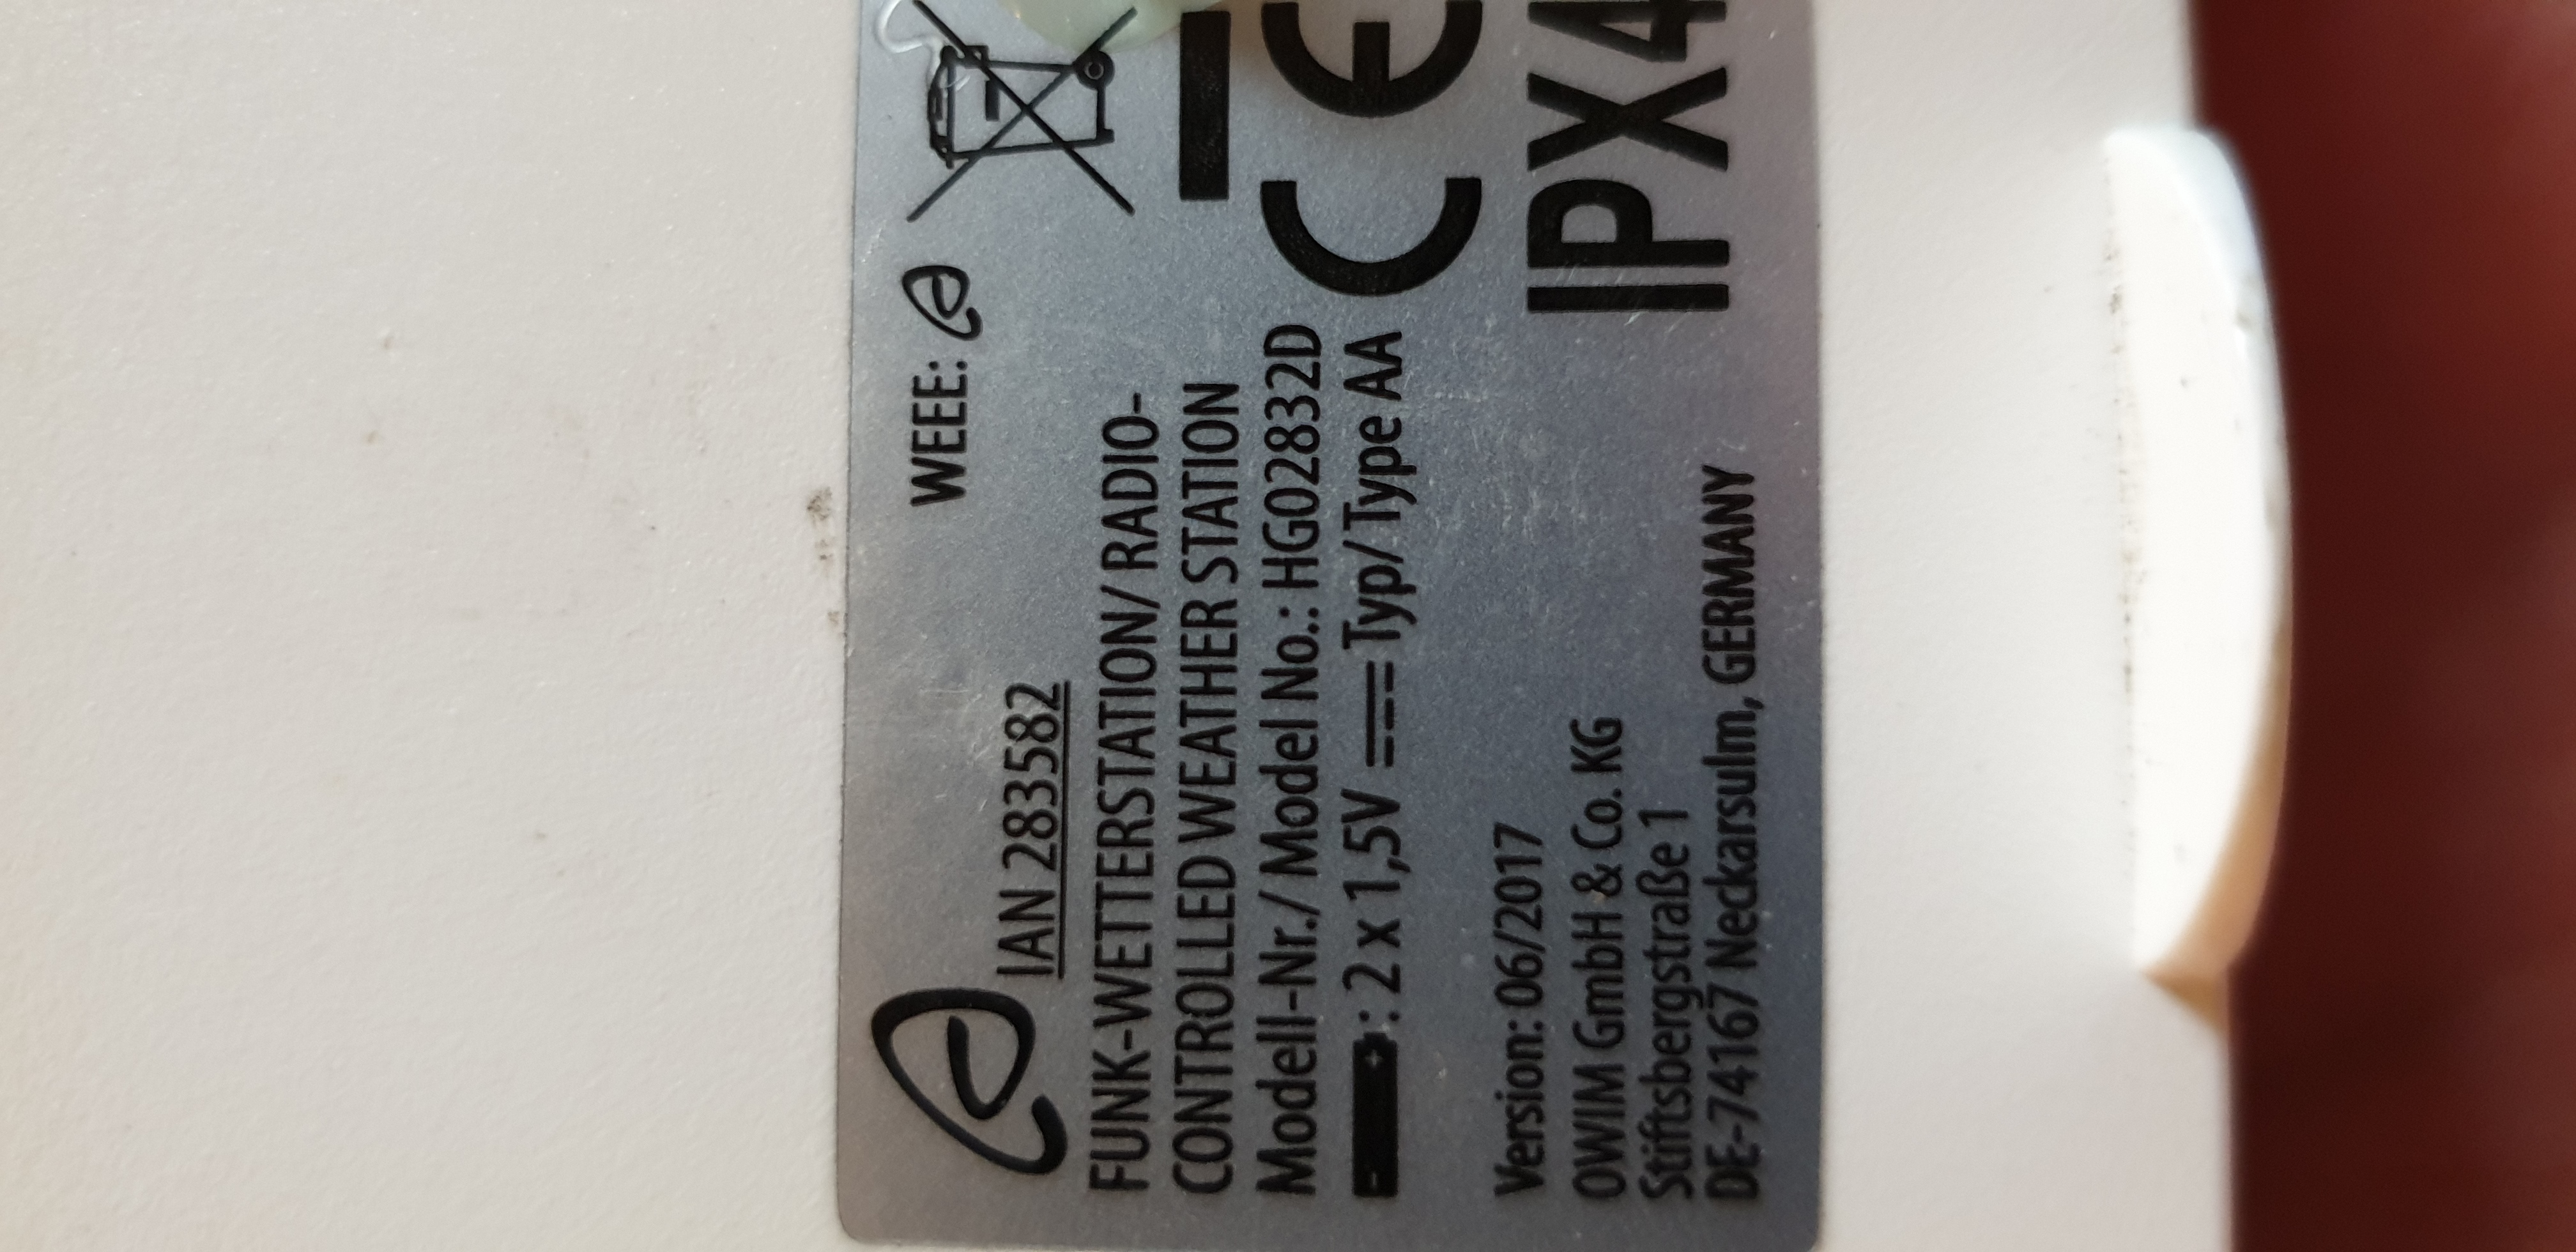 IAN 283582
WEEE:
FUNK-WETTERSTATION/ RADIO-
CONTROLLED WEATHER STATION
Modell-Nr./ Model No.: HG02832D
: 2 x 1,5V Typ/ Type AA
CE
Version: 06/2017
IPX4
OWIM GmbH & Co. KG
Stiftsbergstraße 1
DE-74167 Neckarsulm, GERMANY